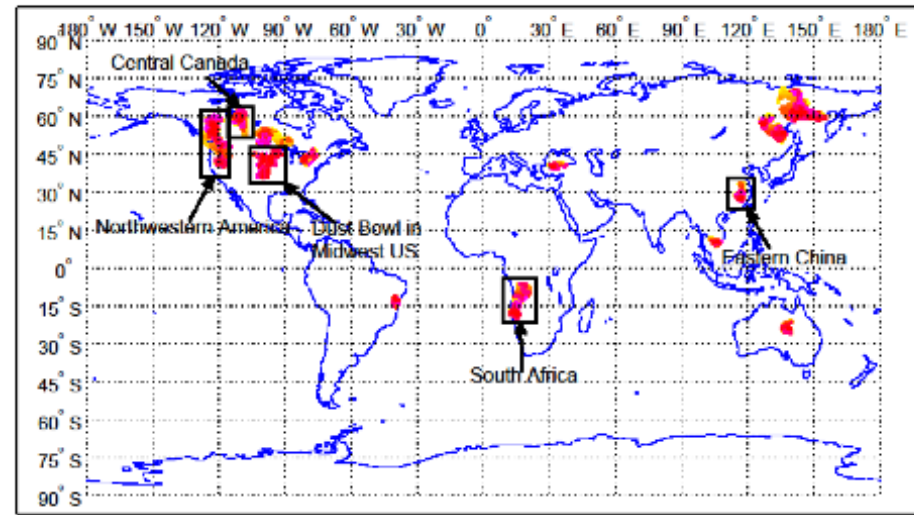 180° W 150° W 120° W 90° W 60° W 30° W 0° 30° E 60° E 90° E 120° E 150° E 180° E
90° N
Central Canada
75° N
60° N
45° N
30° N
15° N
Northwestern America
Dust Bowl in
Midwest US
Eastern China
0°
15° S
30° S
South Africa
45° S
60° S
75° S
90° S